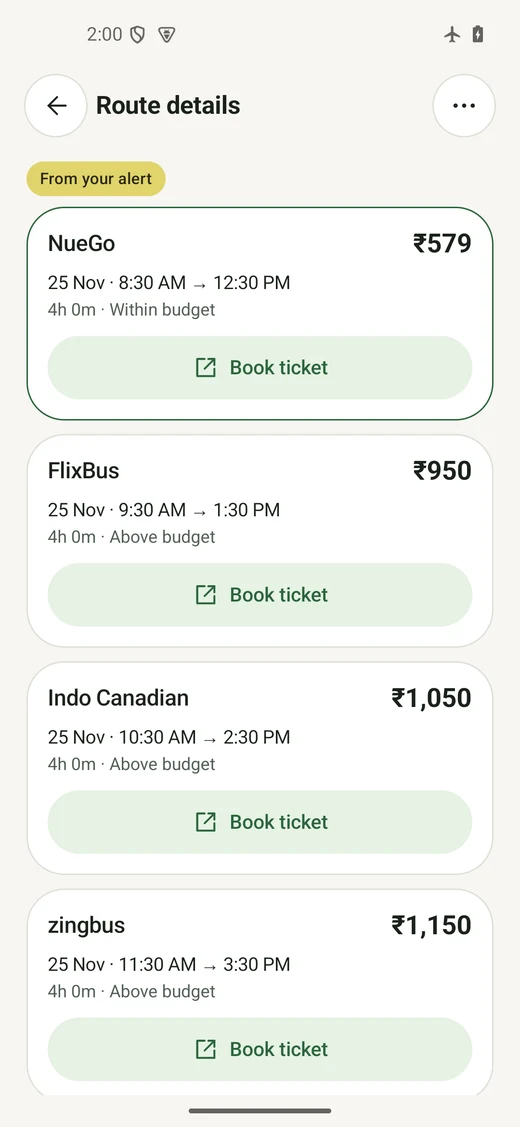 2:00
Route details
From your alert
NueGo ₹579
25 Nov · 8:30 AM → 12:30 PM
4h 0m · Within budget
Book ticket
FlixBus ₹950
25 Nov · 9:30 AM → 1:30 PM
4h 0m · Above budget
Book ticket
Indo Canadian ₹1,050
25 Nov · 10:30 AM → 2:30 PM
4h 0m · Above budget
Book ticket
zingbus ₹1,150
25 Nov · 11:30 AM → 3:30 PM
4h 0m · Above budget
Book ticket